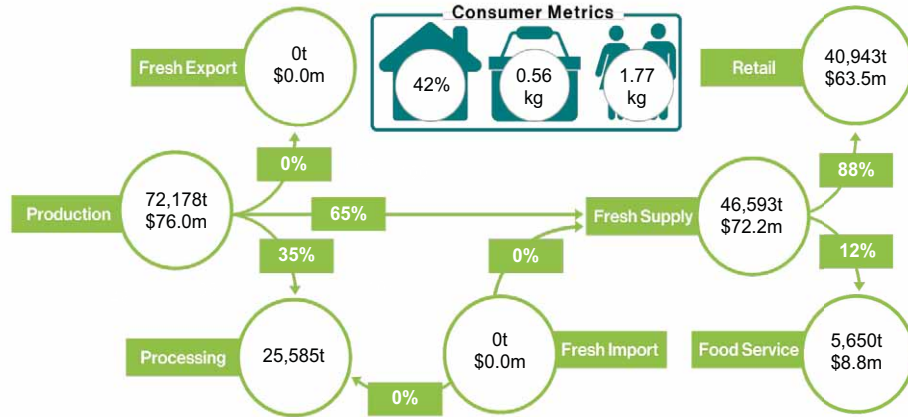 Consumer Metrics
42%
0.56
kg
1.77
kg
Fresh Export
0t
$0.0m
Retail
40,943t
$63.5m
0%
88%
Production
72,178t
$76.0m
65%
Fresh Supply
46,593t
$72.2m
35%
0%
12%
Processing
25,585t
0t
$0.0m
Fresh Import
Food Service
5,650t
$8.8m
0%